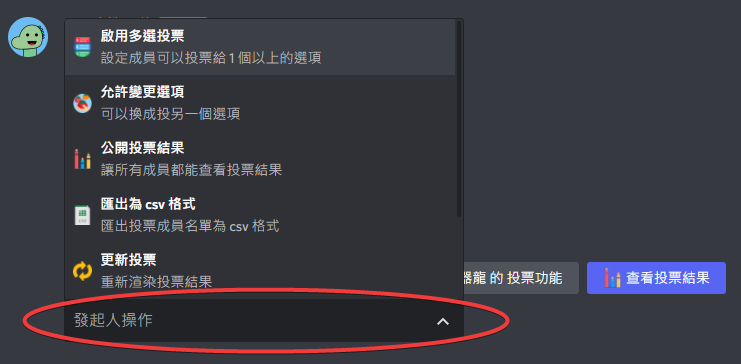 啟用多選投票
設定成員可以投票給 1 個以上的選項
允許變更選項
可以換成投另一個選項
公開投票結果
讓所有成員都能查看投票結果
匯出為 csv 格式
匯出投票成員名單為 csv 格式
更新投票
重新渲染投票結果
器龍 的 投票功能
查看投票結果
發起人操作